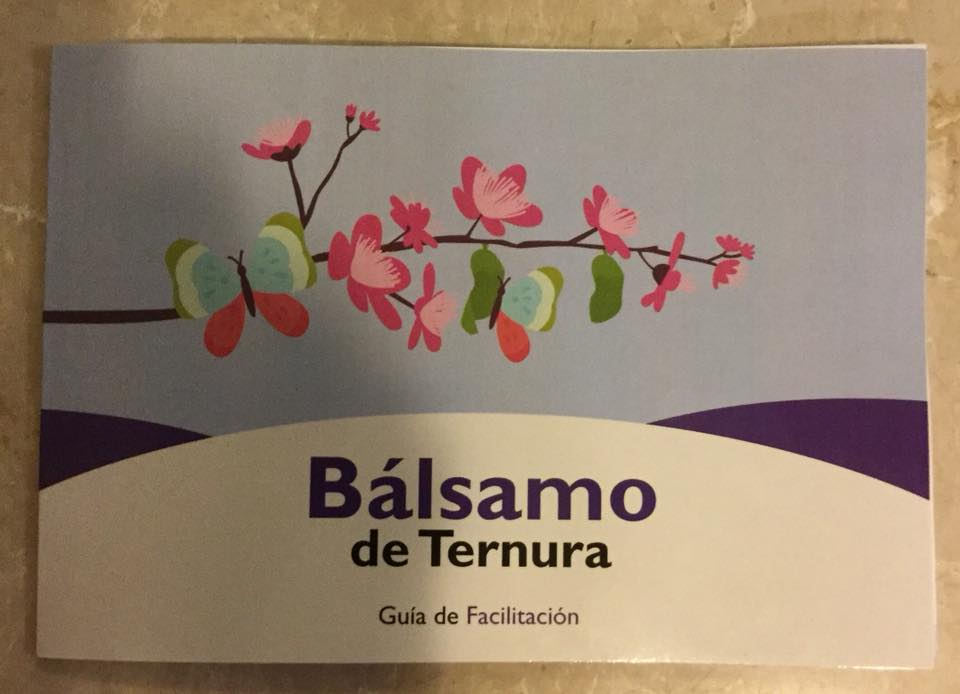 Bálsamo
de Ternura
Guía de Facilitación